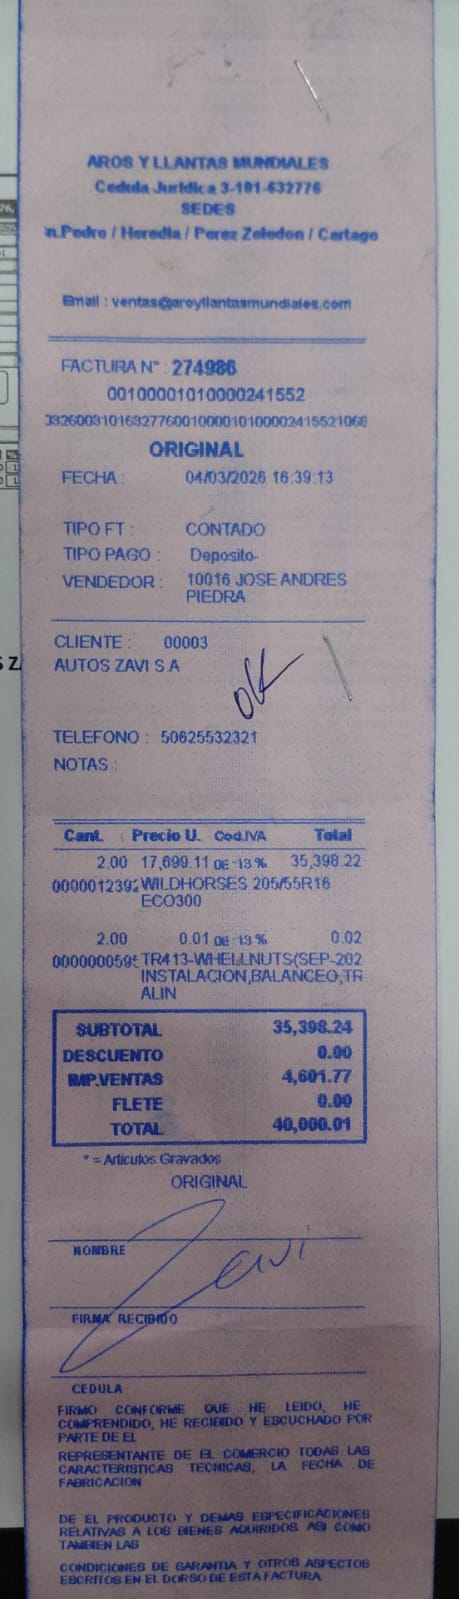 AROS Y LLANTAS MUNDIALES
Cedula Juridica 3-101-632776
SEDES
n.Pedro / Heredia / Perez Zeledon / Cartago
Email : ventas@aroyllantasmundiales.com
FACTURA N° : 274986
00100001010000241552
ORIGINAL
FECHA : 04/03/2026 16:39:13
TIPO FT : CONTADO
TIPO PAGO : Deposito-
VENDEDOR : 10016 JOSE ANDRES
PIEDRA
CLIENTE : 00003
AUTOS ZAVI S.A
OK
TELEFONO : 50625532321
NOTAS :
Cant. Precio U. Cod.IVA Total
2.00 17,699.11 OE -13 % 35,398.22
WILDHORSES 205/55R16
ECO300
2.00 0.01 OE -13 % 0.02
TR413-WHELLNUTS(SEP-202
INSTALACION,BALANCEO,TR
ALIN
SUBTOTAL 35,398.24
DESCUENTO 0.00
IMP.VENTAS 4,601.77
FLETE 0.00
TOTAL 40,000.01
* = Articulos Gravados
ORIGINAL
NOMBRE
Zavi
FIRMA RECIBIDO
CEDULA
FIRMO CONFORME QUE HE LEIDO, HE
COMPRENDIDO, HE RECIBIDO Y ESCUCHADO POR
PARTE DE EL
REPRESENTANTE DE EL COMERCIO TODAS LAS
CARACTERISTICAS TECNICAS, LA FECHA DE
FABRICACION
DE EL PRODUCTO Y DEMAS ESPECIFICACIONES
RELATIVAS A LOS BIENES AQUIRIDOS. ASI COMO
TAMBIEN LAS
CONDICIONES DE GARANTIA Y OTROS ASPECTOS
ESCRITOS EN EL DORSO DE ESTA FACTURA